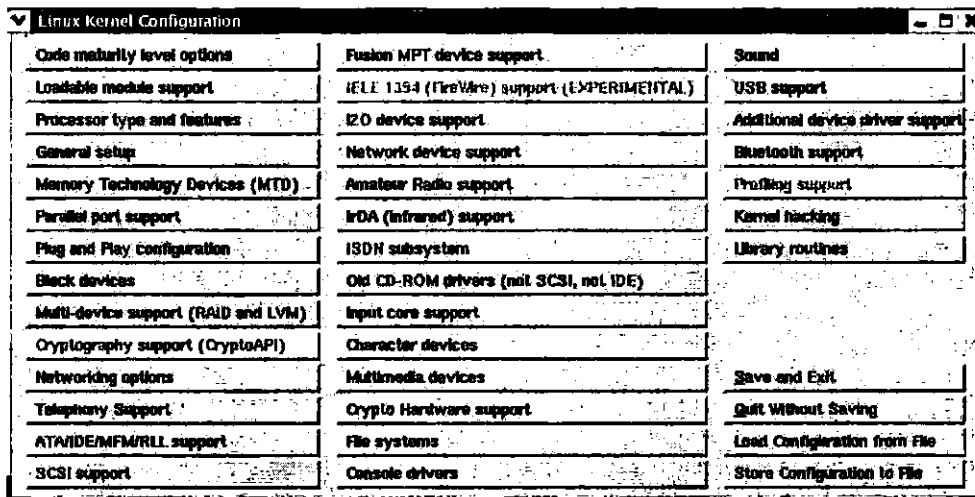 Linux Kernel Configuration
Code maturity level options
Loadable module support
Processor type and features
General setup
Memory Technology Devices (MTD)
Parallel port support
Plug and Play configuration
Block devices
Multi-device support (RAID and LVM)
Cryptography support (CryptoAPI)
Networking options
Telephony Support
ATA/IDE/MFM/RLL support
SCSI support
Fusion MPT device support
IEEE 1394 (FireWire) support (EXPERIMENTAL)
I2O device support
Network device support
Amateur Radio support
IrDA (infrared) support
ISDN subsystem
Old CD-ROM drivers (not SCSI, not IDE)
Input core support
Character devices
Multimedia devices
Crypto Hardware support
File systems
Console drivers
Sound
USB support
Additional device driver support
Bluetooth support
Profiling support
Kernel hacking
Library routines
Save and Exit
Quit Without Saving
Load Configuration from File
Store Configuration to File